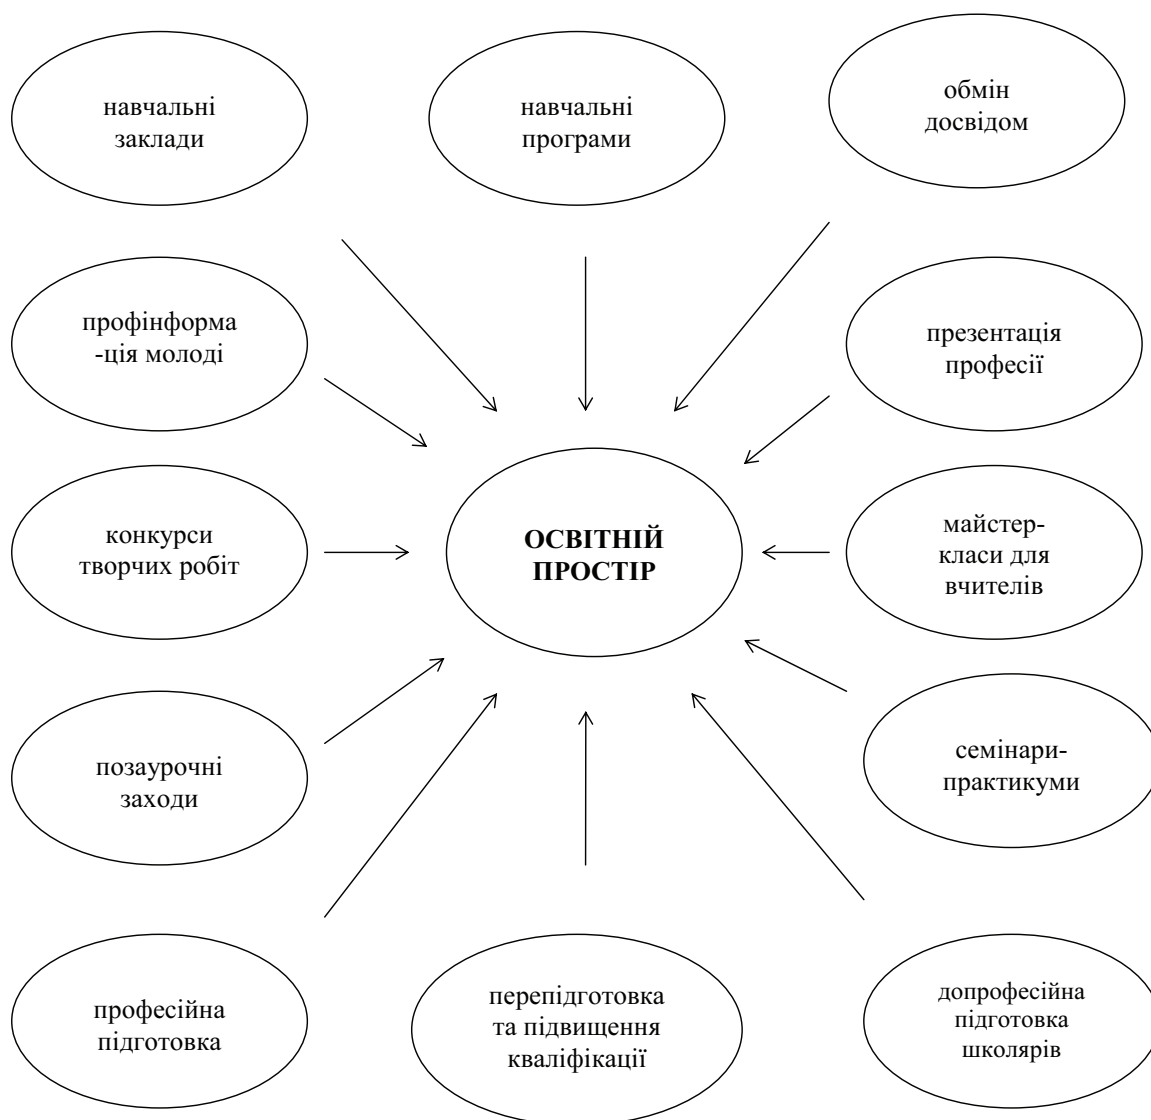 навчальні
заклади
навчальні
програми
обмін
досвідом
профінформа
-ція молоді
презентація
професії
конкурси
творчих робіт
ОСВІТНІЙ
ПРОСТІР
майстер-
класи для
вчителів
позаурочні
заходи
семінари-
практикуми
професійна
підготовка
перепідготовка
та підвищення
кваліфікації
допрофесійна
підготовка
школярів